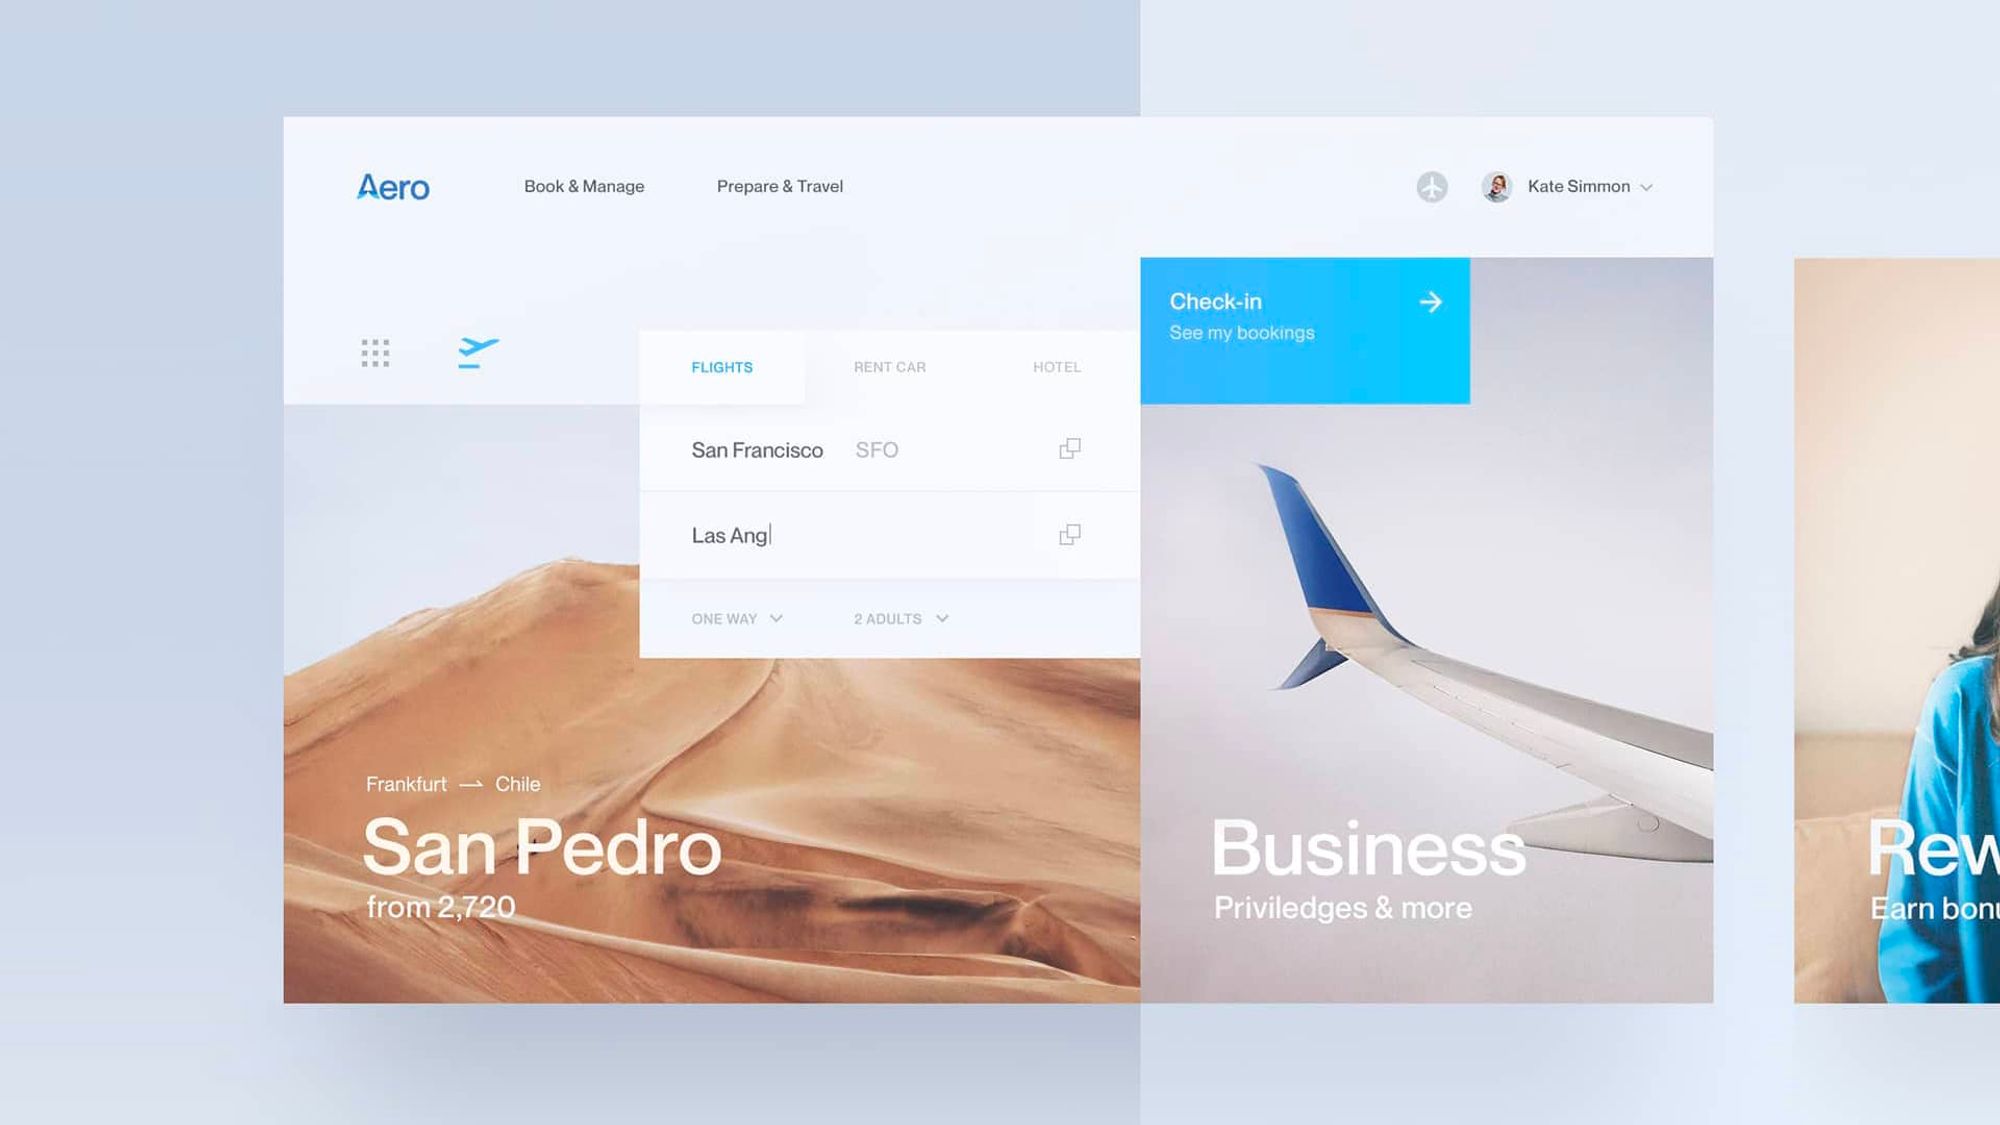 Aero
Book & Manage
Prepare & Travel
Kate Simmon
FLIGHTS
RENT CAR
HOTEL
San Francisco SFO
Las Ang
ONE WAY
2 ADULTS
Check-in
See my bookings
Frankfurt → Chile
San Pedro
from 2,720
Business
Priviledges & more
Rew
Earn bonu